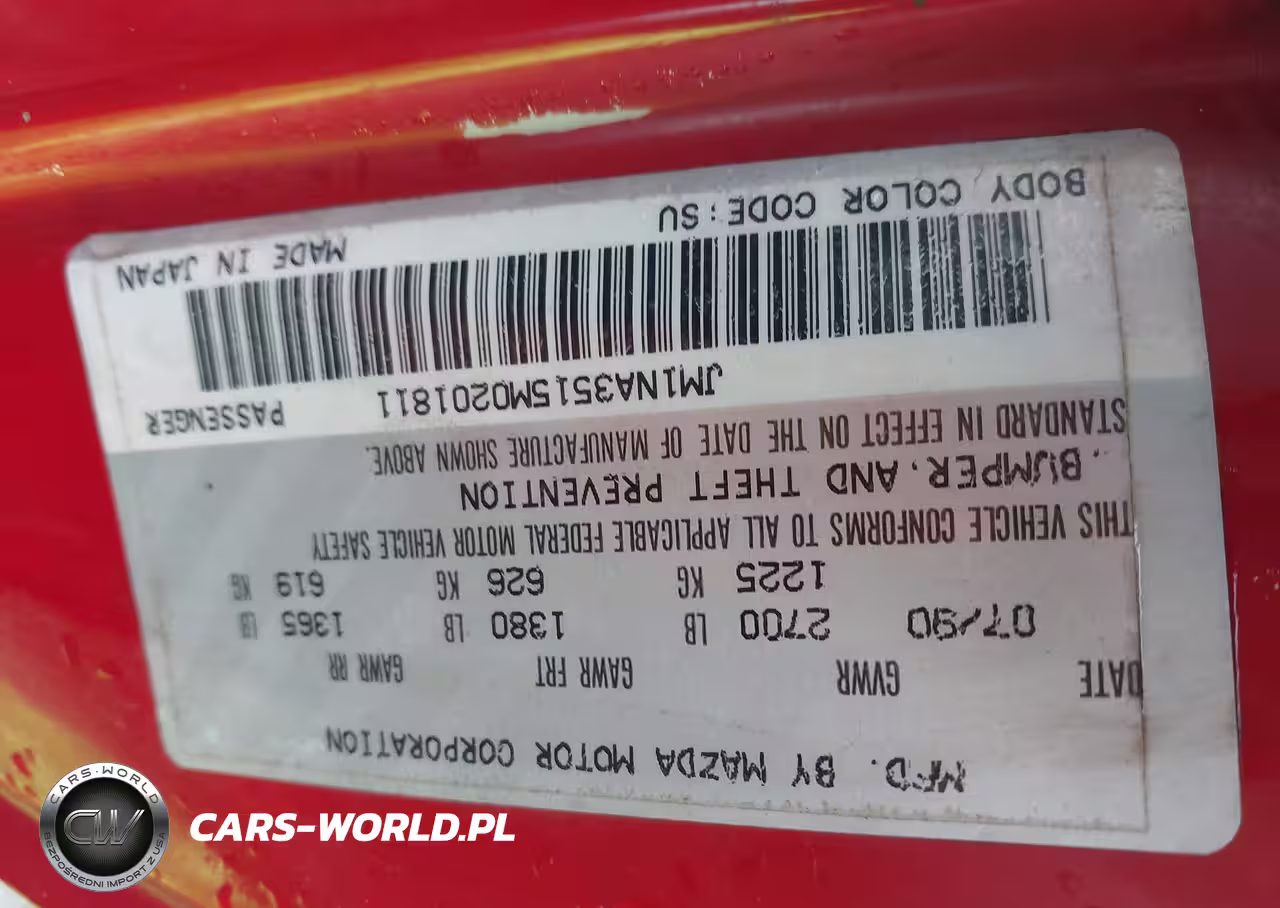 MFD. BY MAZDA MOTOR CORPORATION
DATE GVWR GAWR FRT GAWR RR
07/90 2700 LB 1380 LB 1365 LB
1225 KG 626 KG 619 KG
THIS VEHICLE CONFORMS TO ALL APPLICABLE FEDERAL MOTOR VEHICLE SAFETY
.BUMPER.AND THEFT PREVENTION
STANDARD IN EFFECT ON THE DATE OF MANUFACTURE SHOWN ABOVE.
JM1NA3515M0201811 PASSENGER
BODY COLOR CODE:SU MADE IN JAPAN
CARS-WORLD
CW
BEZPOŚREDNI IMPORT Z USA
CARS-WORLD.PL